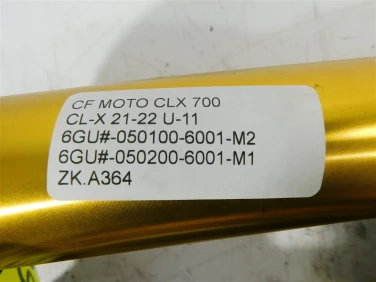 CF MOTO CLX 700
CL-X 21-22 U-11
6GU#-050100-6001-M2
6GU#-050200-6001-M1
ZK.A364